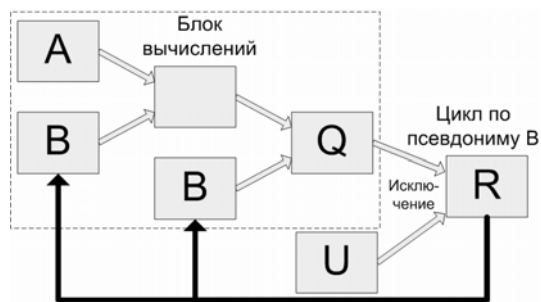 Блок
вычислений
A
B
B
Q
Цикл по
псевдониму B
Исклю-
чение
R
U